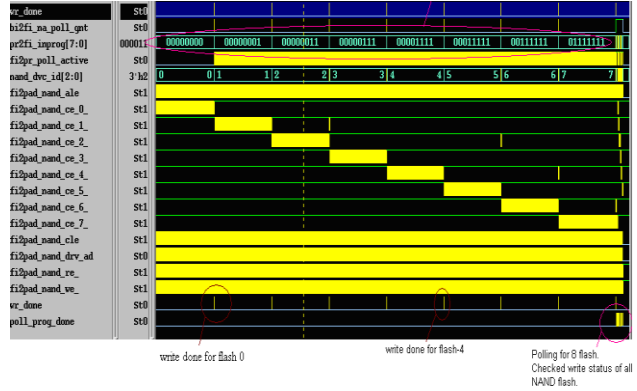 vr_done St0
bi2fi_na_poll_gnt St0
pr2fi_inprog[7:0] 000011 00000000 00000001 00000011 00000111 00001111 00011111 00111111 01111111
fi2pr_poll_active St0
nand_dvc_id[2:0] 3'h2 0 0 1 1 2 2 3 3 4 4 5 5 6 6 7 7
fi2pad_nand_ale St1
fi2pad_nand_ce_0_ St1
fi2pad_nand_ce_1_ St1
fi2pad_nand_ce_2_ St1
fi2pad_nand_ce_3_ St1
fi2pad_nand_ce_4_ St1
fi2pad_nand_ce_5_ St1
fi2pad_nand_ce_6_ St1
fi2pad_nand_ce_7_ St1
fi2pad_nand_cle St1
fi2pad_nand_drv_ad St0
fi2pad_nand_re_ St1
fi2pad_nand_we_ St1
vr_done St0
poll_prog_done St0
write done for flash 0
write done for flash-4
Polling for 8 flash.
Checked write status of all
NAND flash.